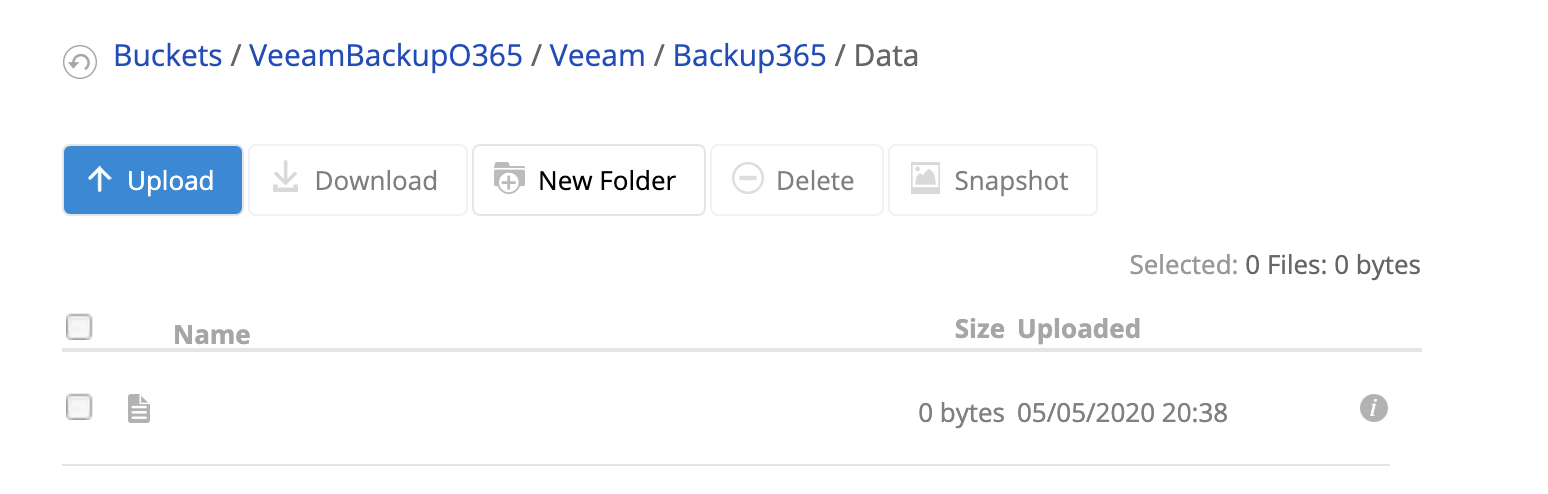 Buckets / VeeamBackupO365 / Veeam / Backup365 / Data
Upload Download New Folder Delete Snapshot
Selected: 0 Files: 0 bytes
Name Size Uploaded
0 bytes 05/05/2020 20:38